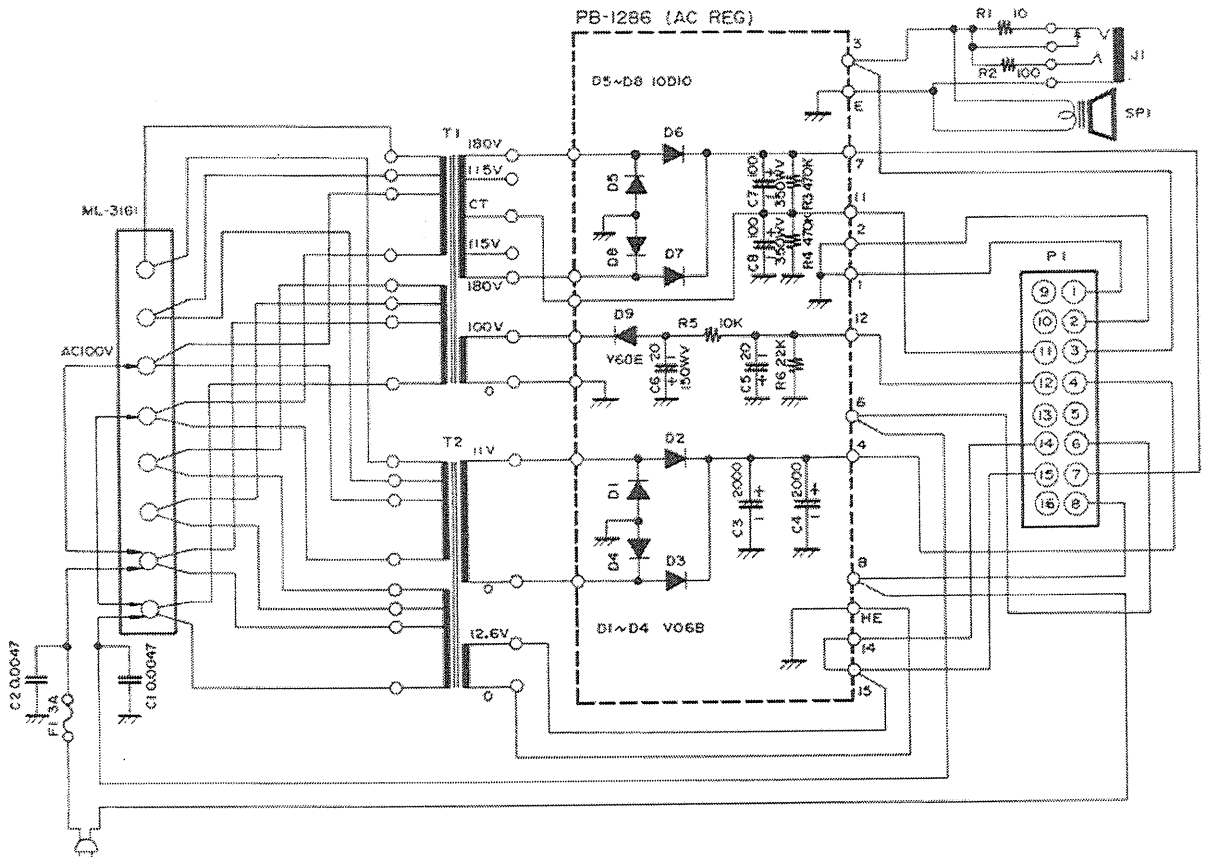 PB-1286 (AC REG)
R1 10
R2 100
J1
SP1
3
E
D5~D8 10D10
T1
180V
115V
CT
115V
180V
D6
D5
D8
D7
C7 100
350WV
R3 470K
C8 100
350WV
R4 470K
7
11
2
1
ML-3161
AC100V
100V
0
D9
Y60E
R5 10K
C6 20
150WV
C5 20
R6 22K
12
6
4
P1
9 1
10 2
11 3
12 4
13 5
14 6
15 7
16 8
T2
11V
0
D2
D1
D4
D3
C3 2000
C4 2000
D1~D4 V06B
8
HE
14
15
12.6V
0
C2 0.0047
C1 0.0047
F1 3A